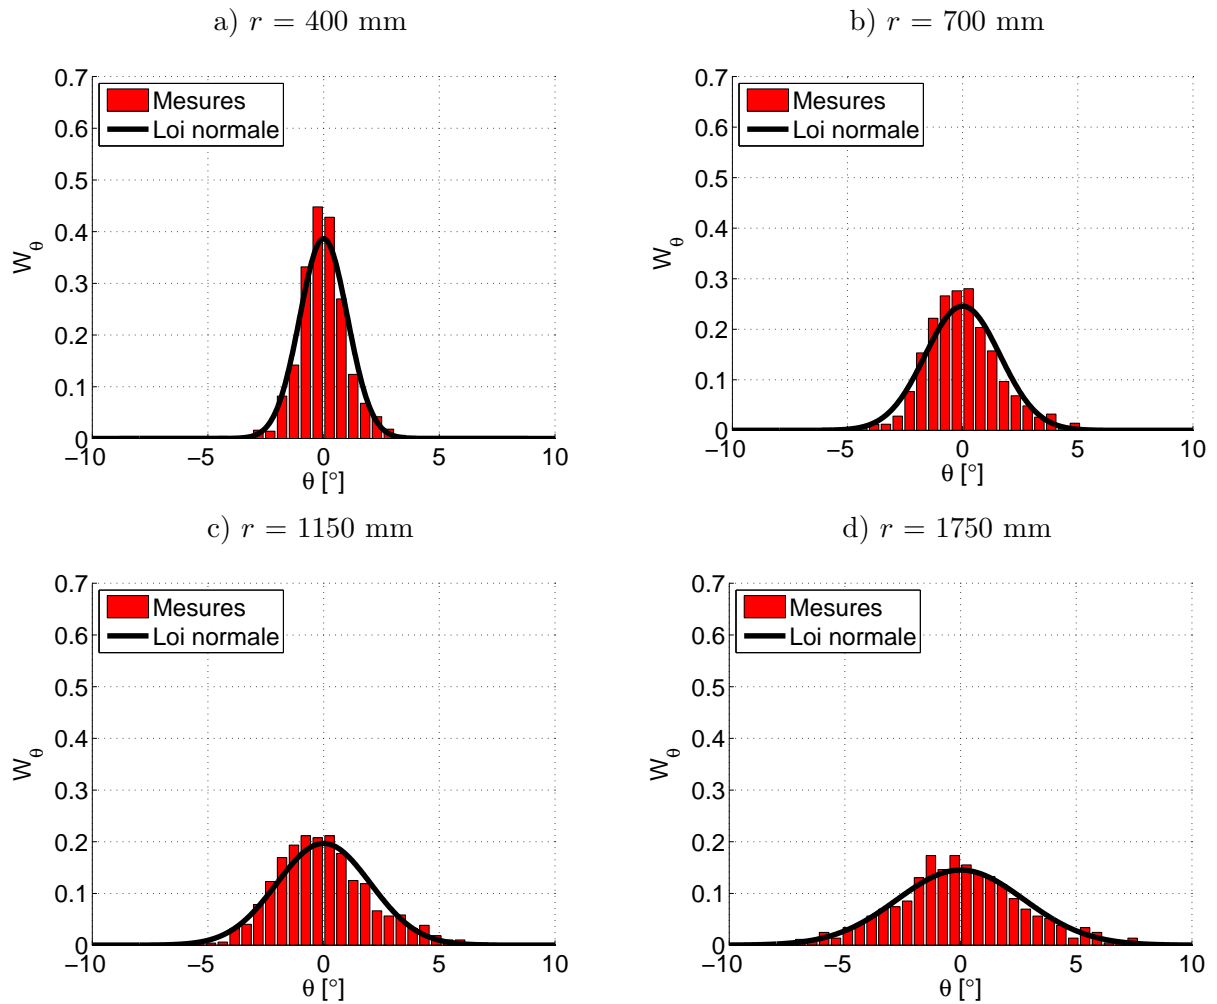 a) r = 400 mm
b) r = 700 mm
0.7
0.6
0.5
0.4
0.3
0.2
0.1
0
Wθ
Mesures
Loi normale
−10
−5
0
5
10
θ [°]
0.7
0.6
0.5
0.4
0.3
0.2
0.1
0
Wθ
Mesures
Loi normale
−10
−5
0
5
10
θ [°]
c) r = 1150 mm
d) r = 1750 mm
0.7
0.6
0.5
0.4
0.3
0.2
0.1
0
Wθ
Mesures
Loi normale
−10
−5
0
5
10
θ [°]
0.7
0.6
0.5
0.4
0.3
0.2
0.1
0
Wθ
Mesures
Loi normale
−10
−5
0
5
10
θ [°]